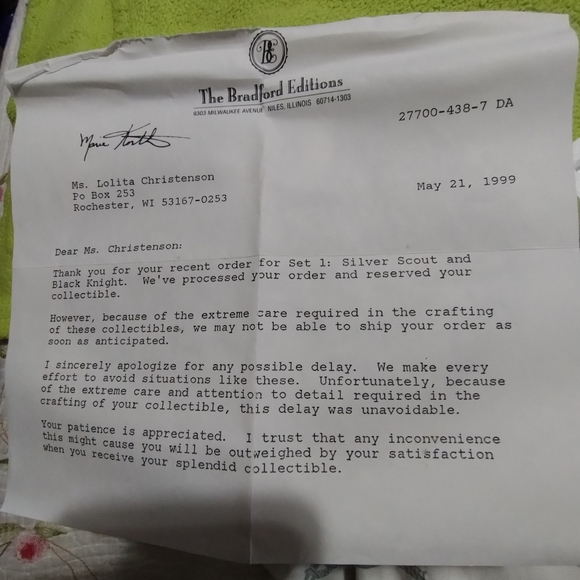 BE
The Bradford Editions
9303 MILWAUKEE AVENUE NILES, ILLINOIS 60714-1303
27700-438-7 DA
Ms. Lolita Christenson
PO Box 253
Rochester, WI 53167-0253
May 21, 1999
Dear Ms. Christenson:
Thank you for your recent order for Set 1: Silver Scout and
Black Knight. We've processed your order and reserved your
collectible.
However, because of the extreme care required in the crafting
of these collectibles, we may not be able to ship your order as
soon as anticipated.
I sincerely apologize for any possible delay. We make every
effort to avoid situations like these. Unfortunately, because
of the extreme care and attention to detail required in the
crafting of your collectible, this delay was unavoidable.
Your patience is appreciated. I trust that any inconvenience
this might cause you will be outweighed by your satisfaction
when you receive your splendid collectible.